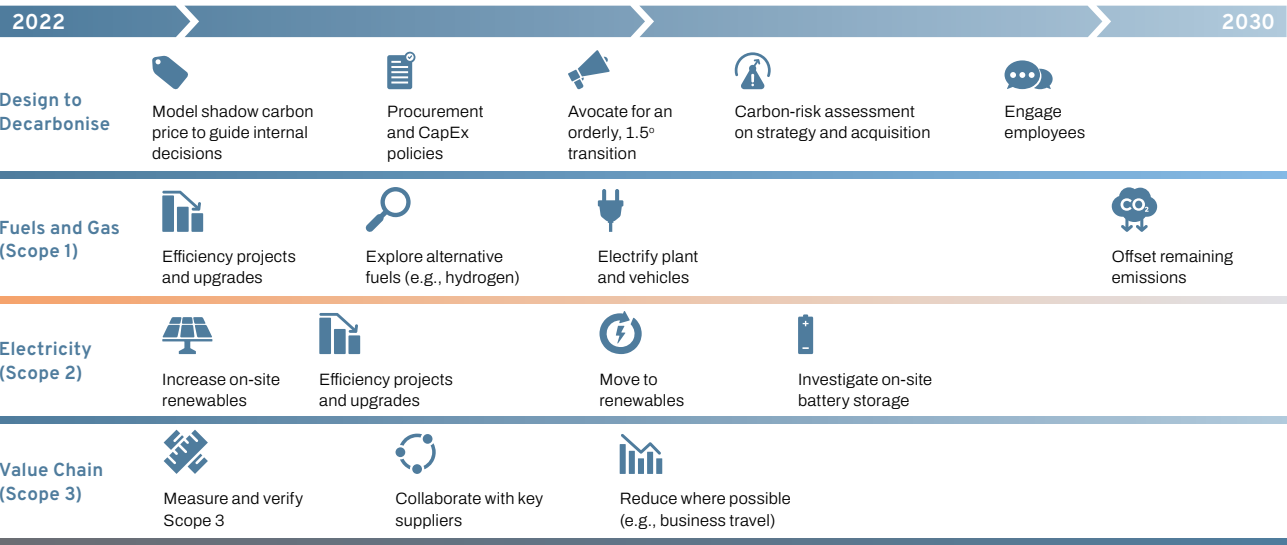 2022
2030
Design to
Decarbonise
Model shadow carbon
price to guide internal
decisions
Procurement
and CapEx
policies
Avocate for an
orderly, 1.5º
transition
Carbon-risk assessment
on strategy and acquisition
Engage
employees
Fuels and Gas
(Scope 1)
Efficiency projects
and upgrades
Explore alternative
fuels (e.g., hydrogen)
Electrify plant
and vehicles
CO₂
Offset remaining
emissions
Electricity
(Scope 2)
Increase on-site
renewables
Efficiency projects
and upgrades
Move to
renewables
Investigate on-site
battery storage
Value Chain
(Scope 3)
Measure and verify
Scope 3
Collaborate with key
suppliers
Reduce where possible
(e.g., business travel)